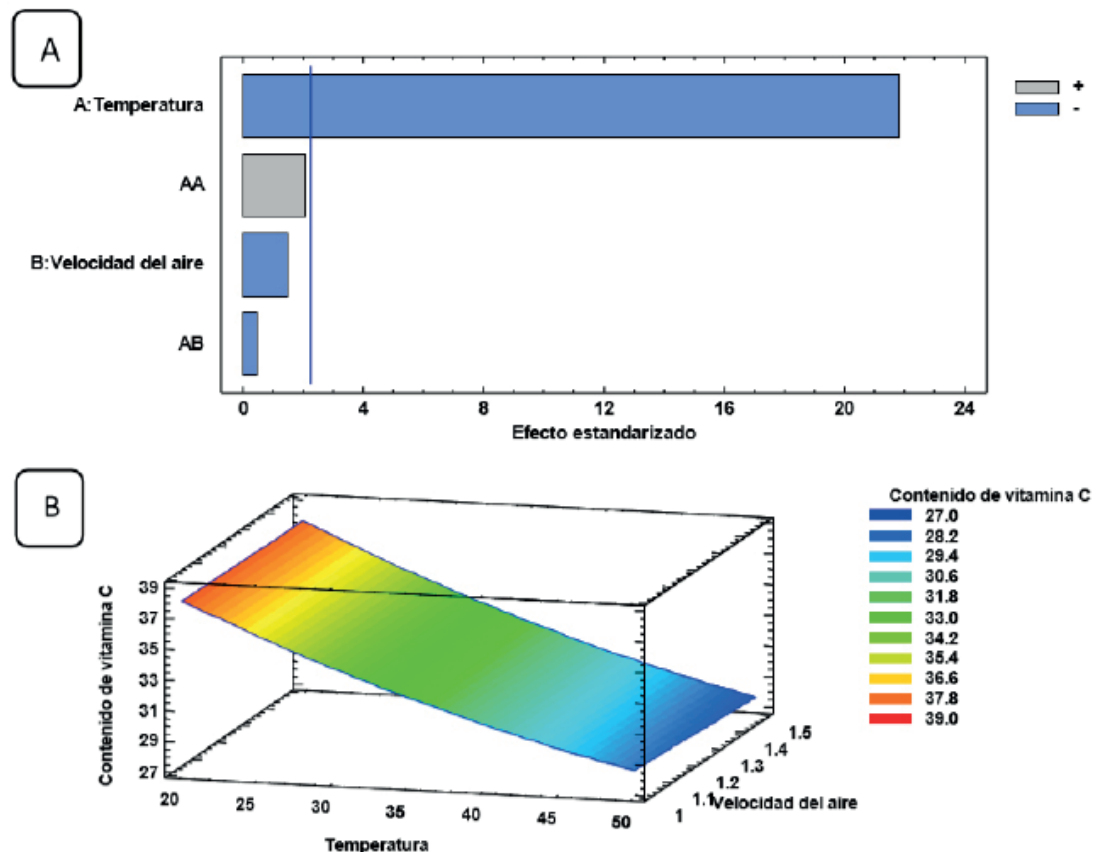 A
A:Temperatura
AA
B:Velocidad del aire
AB
+
-
0 4 8 12 16 20 24
Efecto estandarizado
B
Contenido de vitamina C
27.0
28.2
29.4
30.6
31.8
33.0
34.2
35.4
36.6
37.8
39.0
Contenido de vitamina C
39
37
35
33
31
29
27
20 25 30 35 40 45 50
Temperatura
1 1.1 1.2 1.3 1.4 1.5
Velocidad del aire